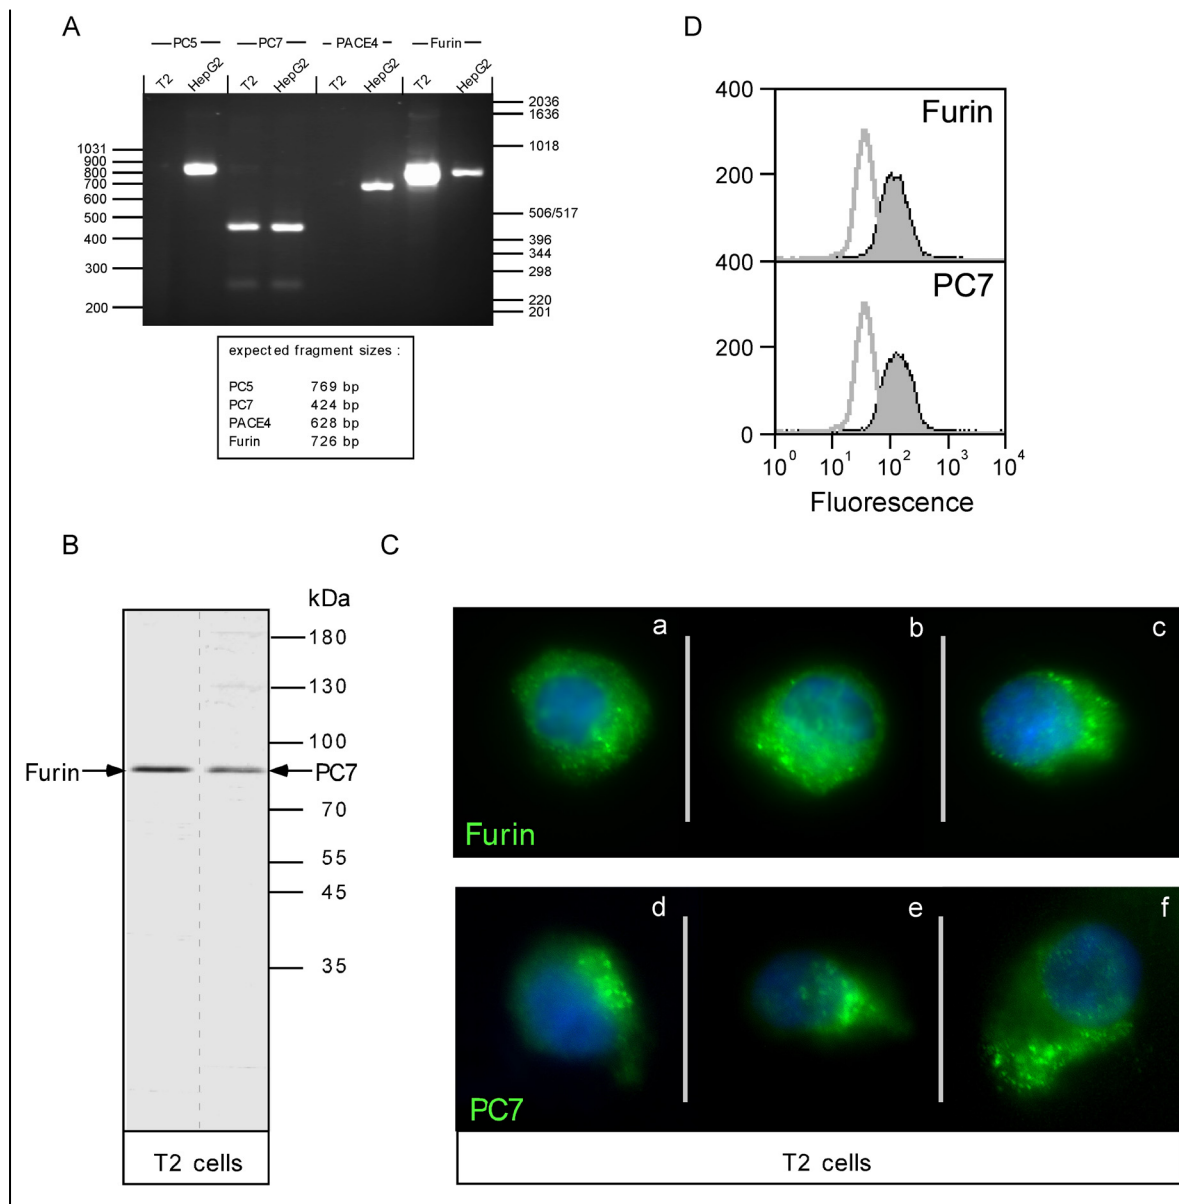 A
PC5 PC7 PACE4 Furin
T2 HepG2 T2 HepG2 T2 HepG2 T2 HepG2
1031
900
800
700
600
500
400
300
200
2036
1636
1018
506/517
396
344
298
220
201
expected fragment sizes :
PC5 769 bp
PC7 424 bp
PACE4 628 bp
Furin 726 bp
D
400
200
400
200
0
Furin
PC7
10^0 10^1 10^2 10^3 10^4
Fluorescence
B
kDa
180
130
100
70
55
45
35
Furin
PC7
T2 cells
C
a b c
Furin
d e f
PC7
T2 cells